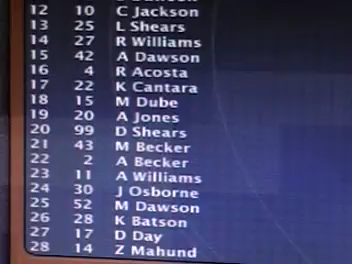 12 10 C Jackson
13 25 L Shears
14 27 R Williams
15 42 A Dawson
16 4 R Acosta
17 22 K Cantara
18 15 M Dube
19 20 A Jones
20 99 D Shears
21 43 M Becker
22 2 A Becker
23 11 A Williams
24 30 J Osborne
25 52 M Dawson
26 28 K Batson
27 17 D Day
28 14 Z Mahund